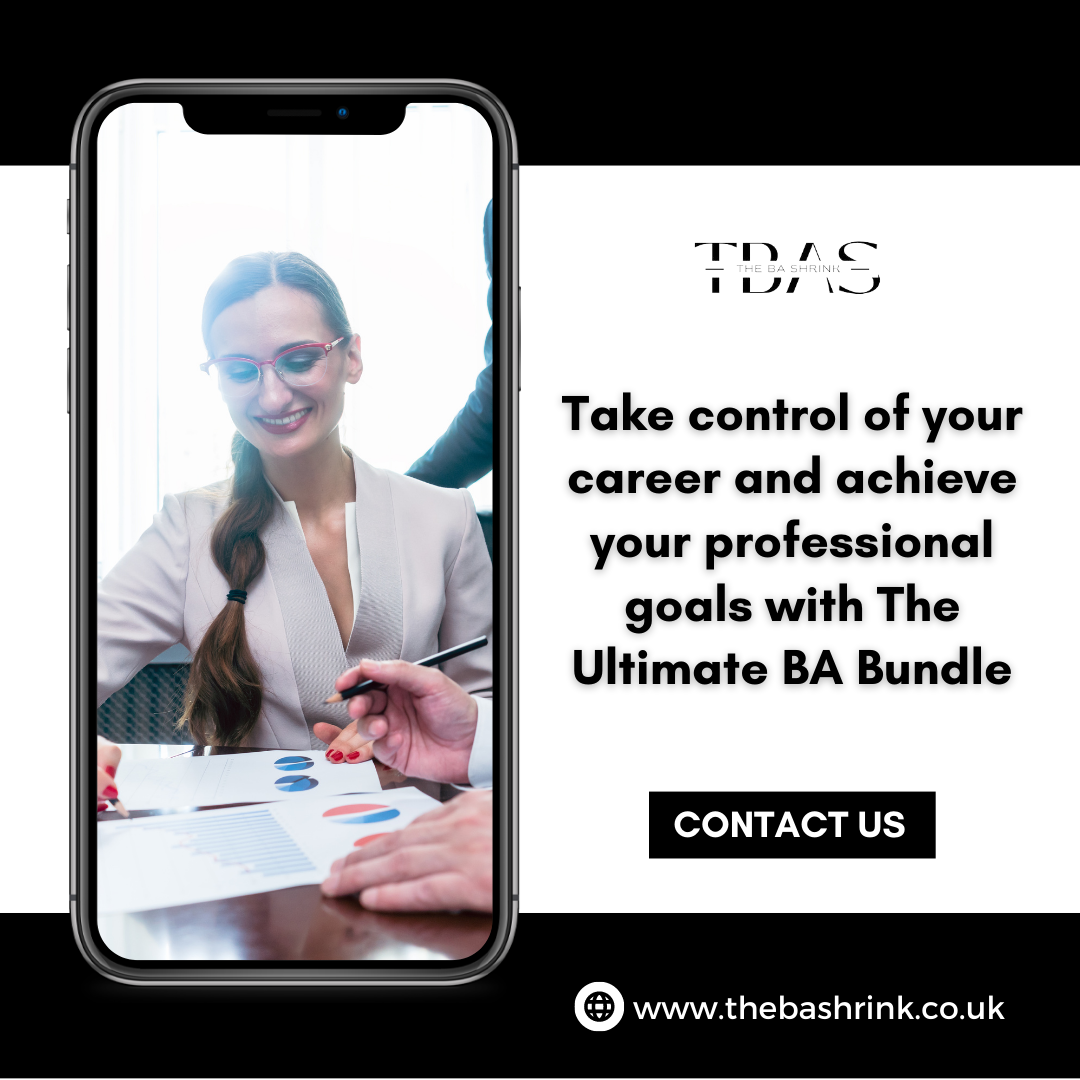 TBAS
THE BA SHRINK
Take control of your
career and achieve
your professional
goals with The
Ultimate BA Bundle
CONTACT US
www.thebashrink.co.uk